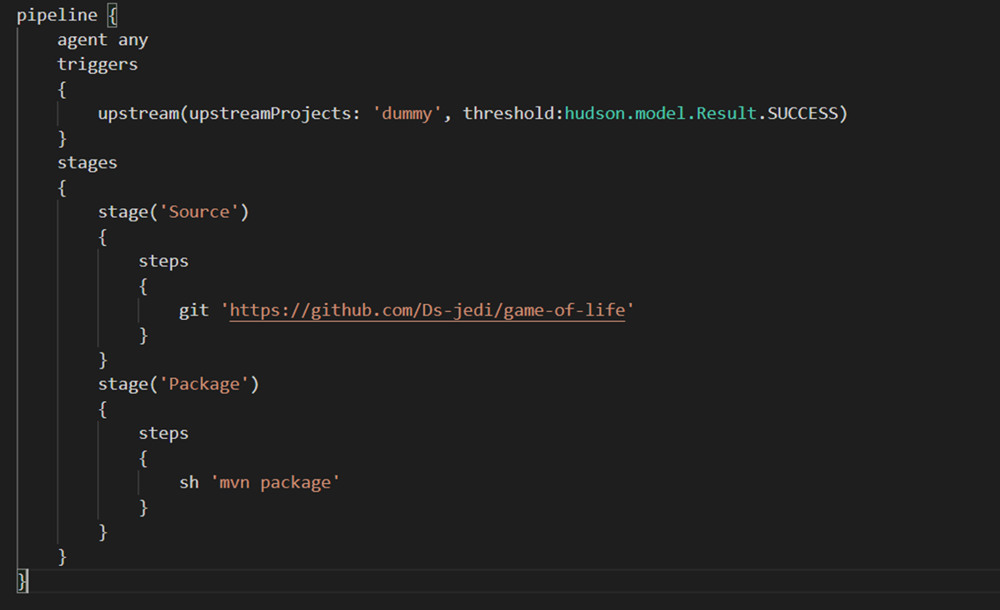 pipeline {
    agent any
    triggers
    {
        upstream(upstreamProjects: 'dummy', threshold:hudson.model.Result.SUCCESS)
    }
    stages
    {
        stage('Source')
        {
            steps
            {
                git 'https://github.com/Ds-jedi/game-of-life'
            }
        }
        stage('Package')
        {
            steps
            {
                sh 'mvn package'
            }
        }
    }
}